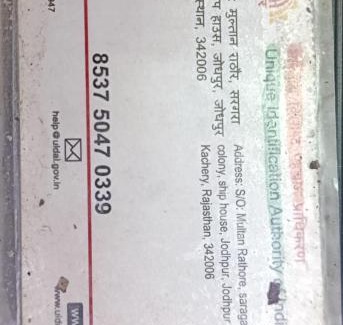 Unique Identification Authority
: मुल्तान राठौर, सरगरा
हाउस, जोधपुर, जोधपुर
342006
Address: S/O: Multan Rathore, saraga
colony, ship house, Jodhpur, Jodhpur
Kachery, Rajasthan, 342006
8537 5047 0339
947
help@uidai.gov.in